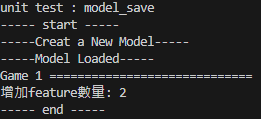 unit test : model_save
----- start -----
-----Creat a New Model-----
-----Model Loaded-----
Game 1 =============================
增加feature數量: 2
----- end -----